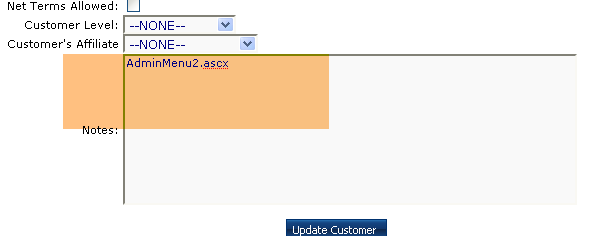 Net Terms Allowed:
Customer Level: --NONE--
Customer's Affiliate --NONE--
AdminMenu2.ascx
Notes:
Update Customer